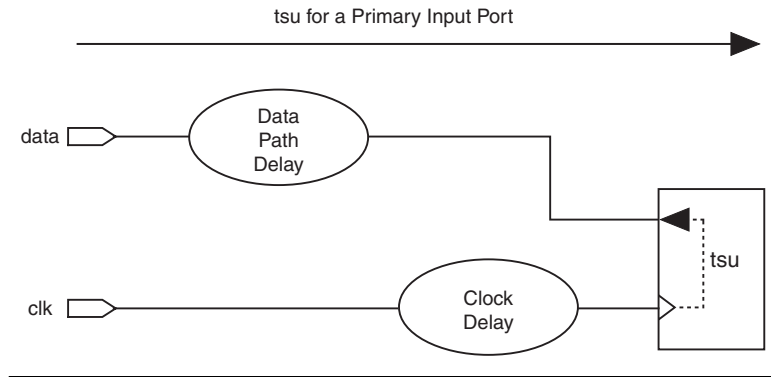 tsu for a Primary Input Port
data
Data
Path
Delay
tsu
clk
Clock
Delay